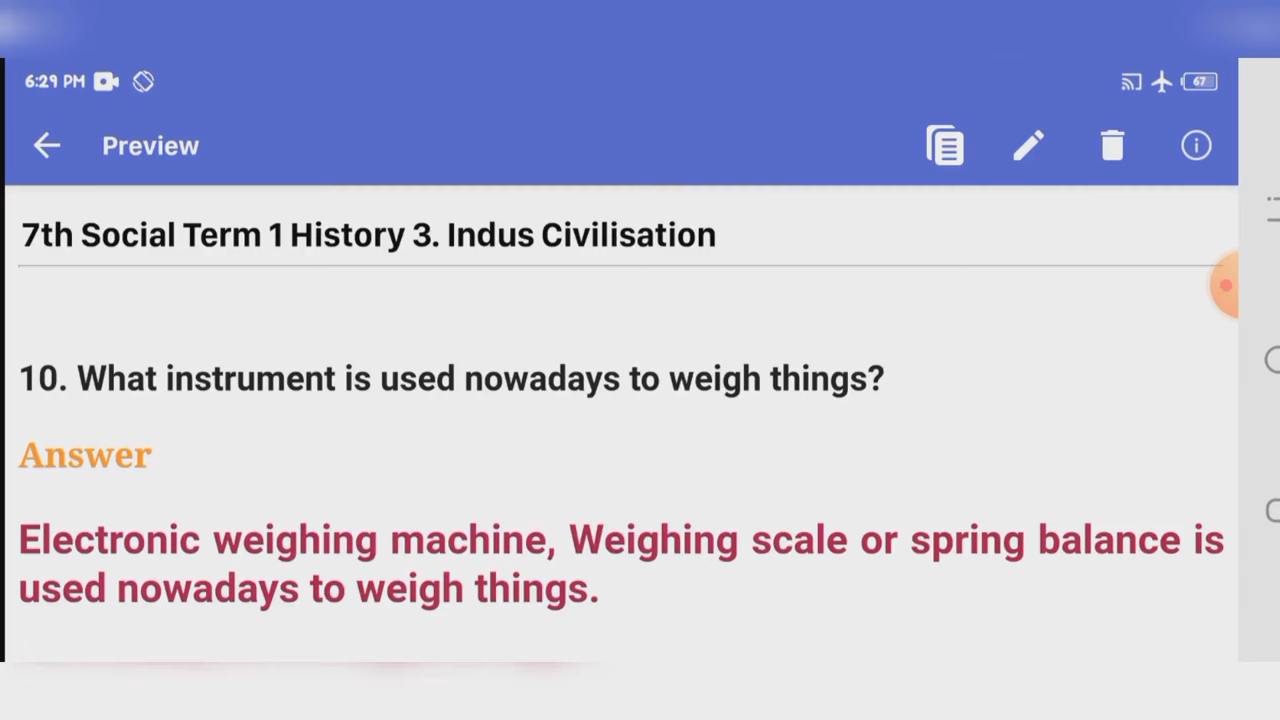 6:29 PM
67
Preview
7th Social Term 1 History 3. Indus Civilisation
10. What instrument is used nowadays to weigh things?
Answer
Electronic weighing machine, Weighing scale or spring balance is
used nowadays to weigh things.